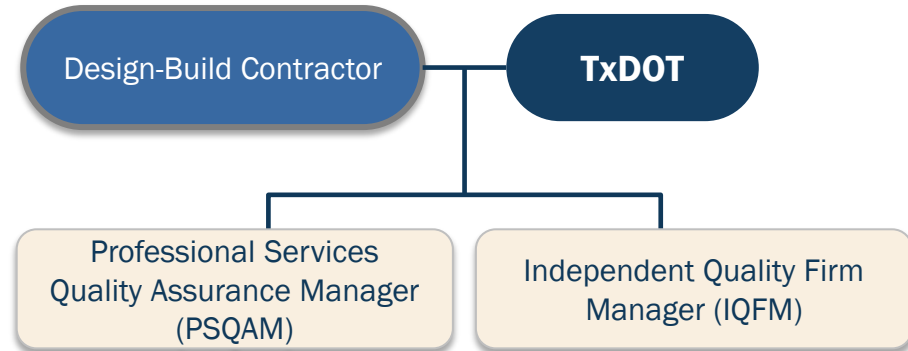 Design-Build Contractor
TxDOT
Professional Services
Quality Assurance Manager
(PSQAM)
Independent Quality Firm
Manager (IQFM)